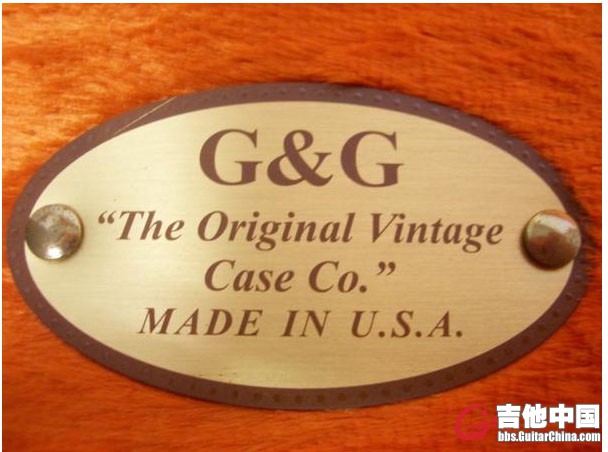 G&G
“The Original Vintage
Case Co.”
MADE IN U.S.A.
吉他中国
bbs.GuitarChina.com